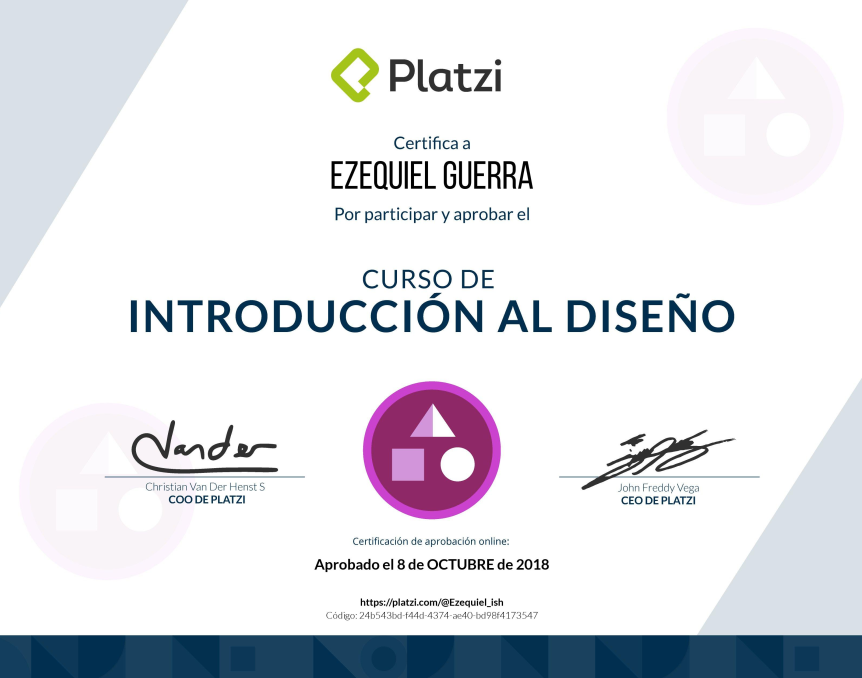 Platzi
Certifica a
EZEQUIEL GUERRA
Por participar y aprobar el
CURSO DE
INTRODUCCIÓN AL DISEÑO
Vander
Christian Van Der Henst S
COO DE PLATZI
John Freddy Vega
CEO DE PLATZI
Certificación de aprobación online:
Aprobado el 8 de OCTUBRE de 2018
https://platzi.com/@Ezequiel_ish
Código: 24b543bd-f44d-4374-ae40-bd98f4173547